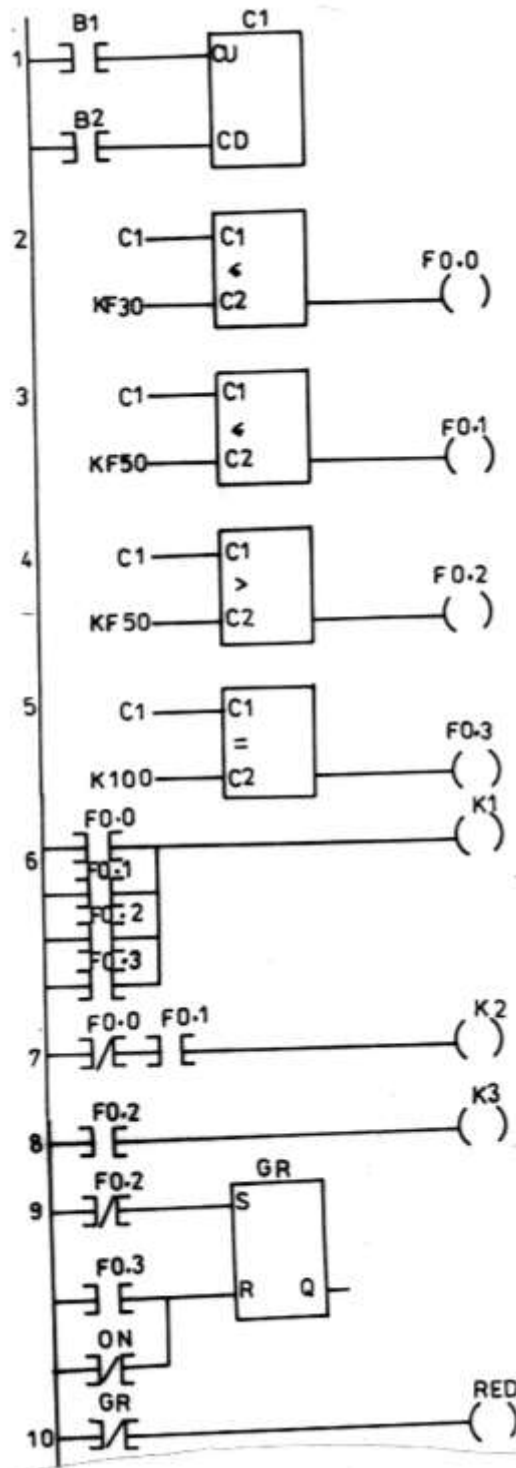 B1 C1
1 CU
B2
CD
2 C1 C1
< F0.0
KF30 C2 ( )
3 C1 C1
< F0.1
KF50 C2 ( )
4 C1 C1
> F0.2
KF50 C2 ( )
5 C1 C1
= F0.3
K100 C2 ( )
F0.0 K1
6 ( )
F0.1
F0.2
F0.3
F0.0 F0.1 K2
7 ( )
F0.2 K3
8 ( )
F0.2 GR
9 S
F0.3
R Q
ON
GR RED
10 ( )